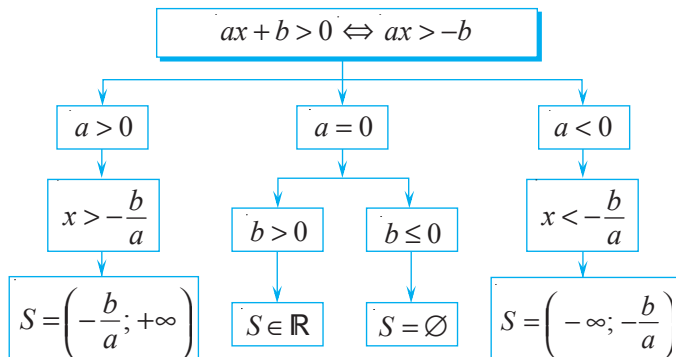 ax + b > 0 ⇔ ax > −b
a > 0
a = 0
a < 0
x > −b/a
b > 0
b ≤ 0
x < −b/a
S = (−b/a; +∞)
S ∈ ℝ
S = ∅
S = (−∞; −b/a)